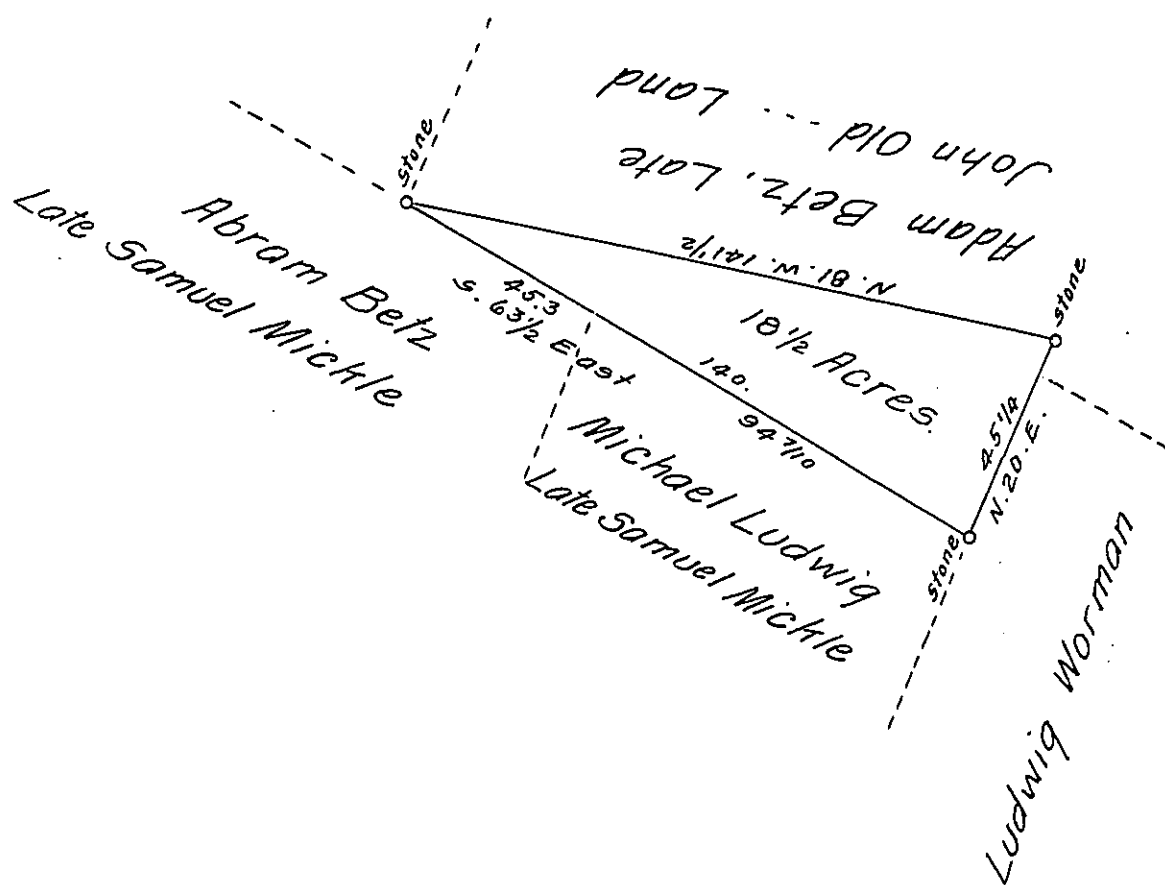 stone
John Old --- Land
Adam Betz, Late
N. 81. W. 141 1/2
stone
Abram Betz
Late Samuel Mickle
45.3
S. 63 1/2 East
18 1/2 Acres.
140.
94 7/10
45 1/4
N. 20. E.
Michael Ludwig
Late Samuel Mickle
stone
Ludwig Worman